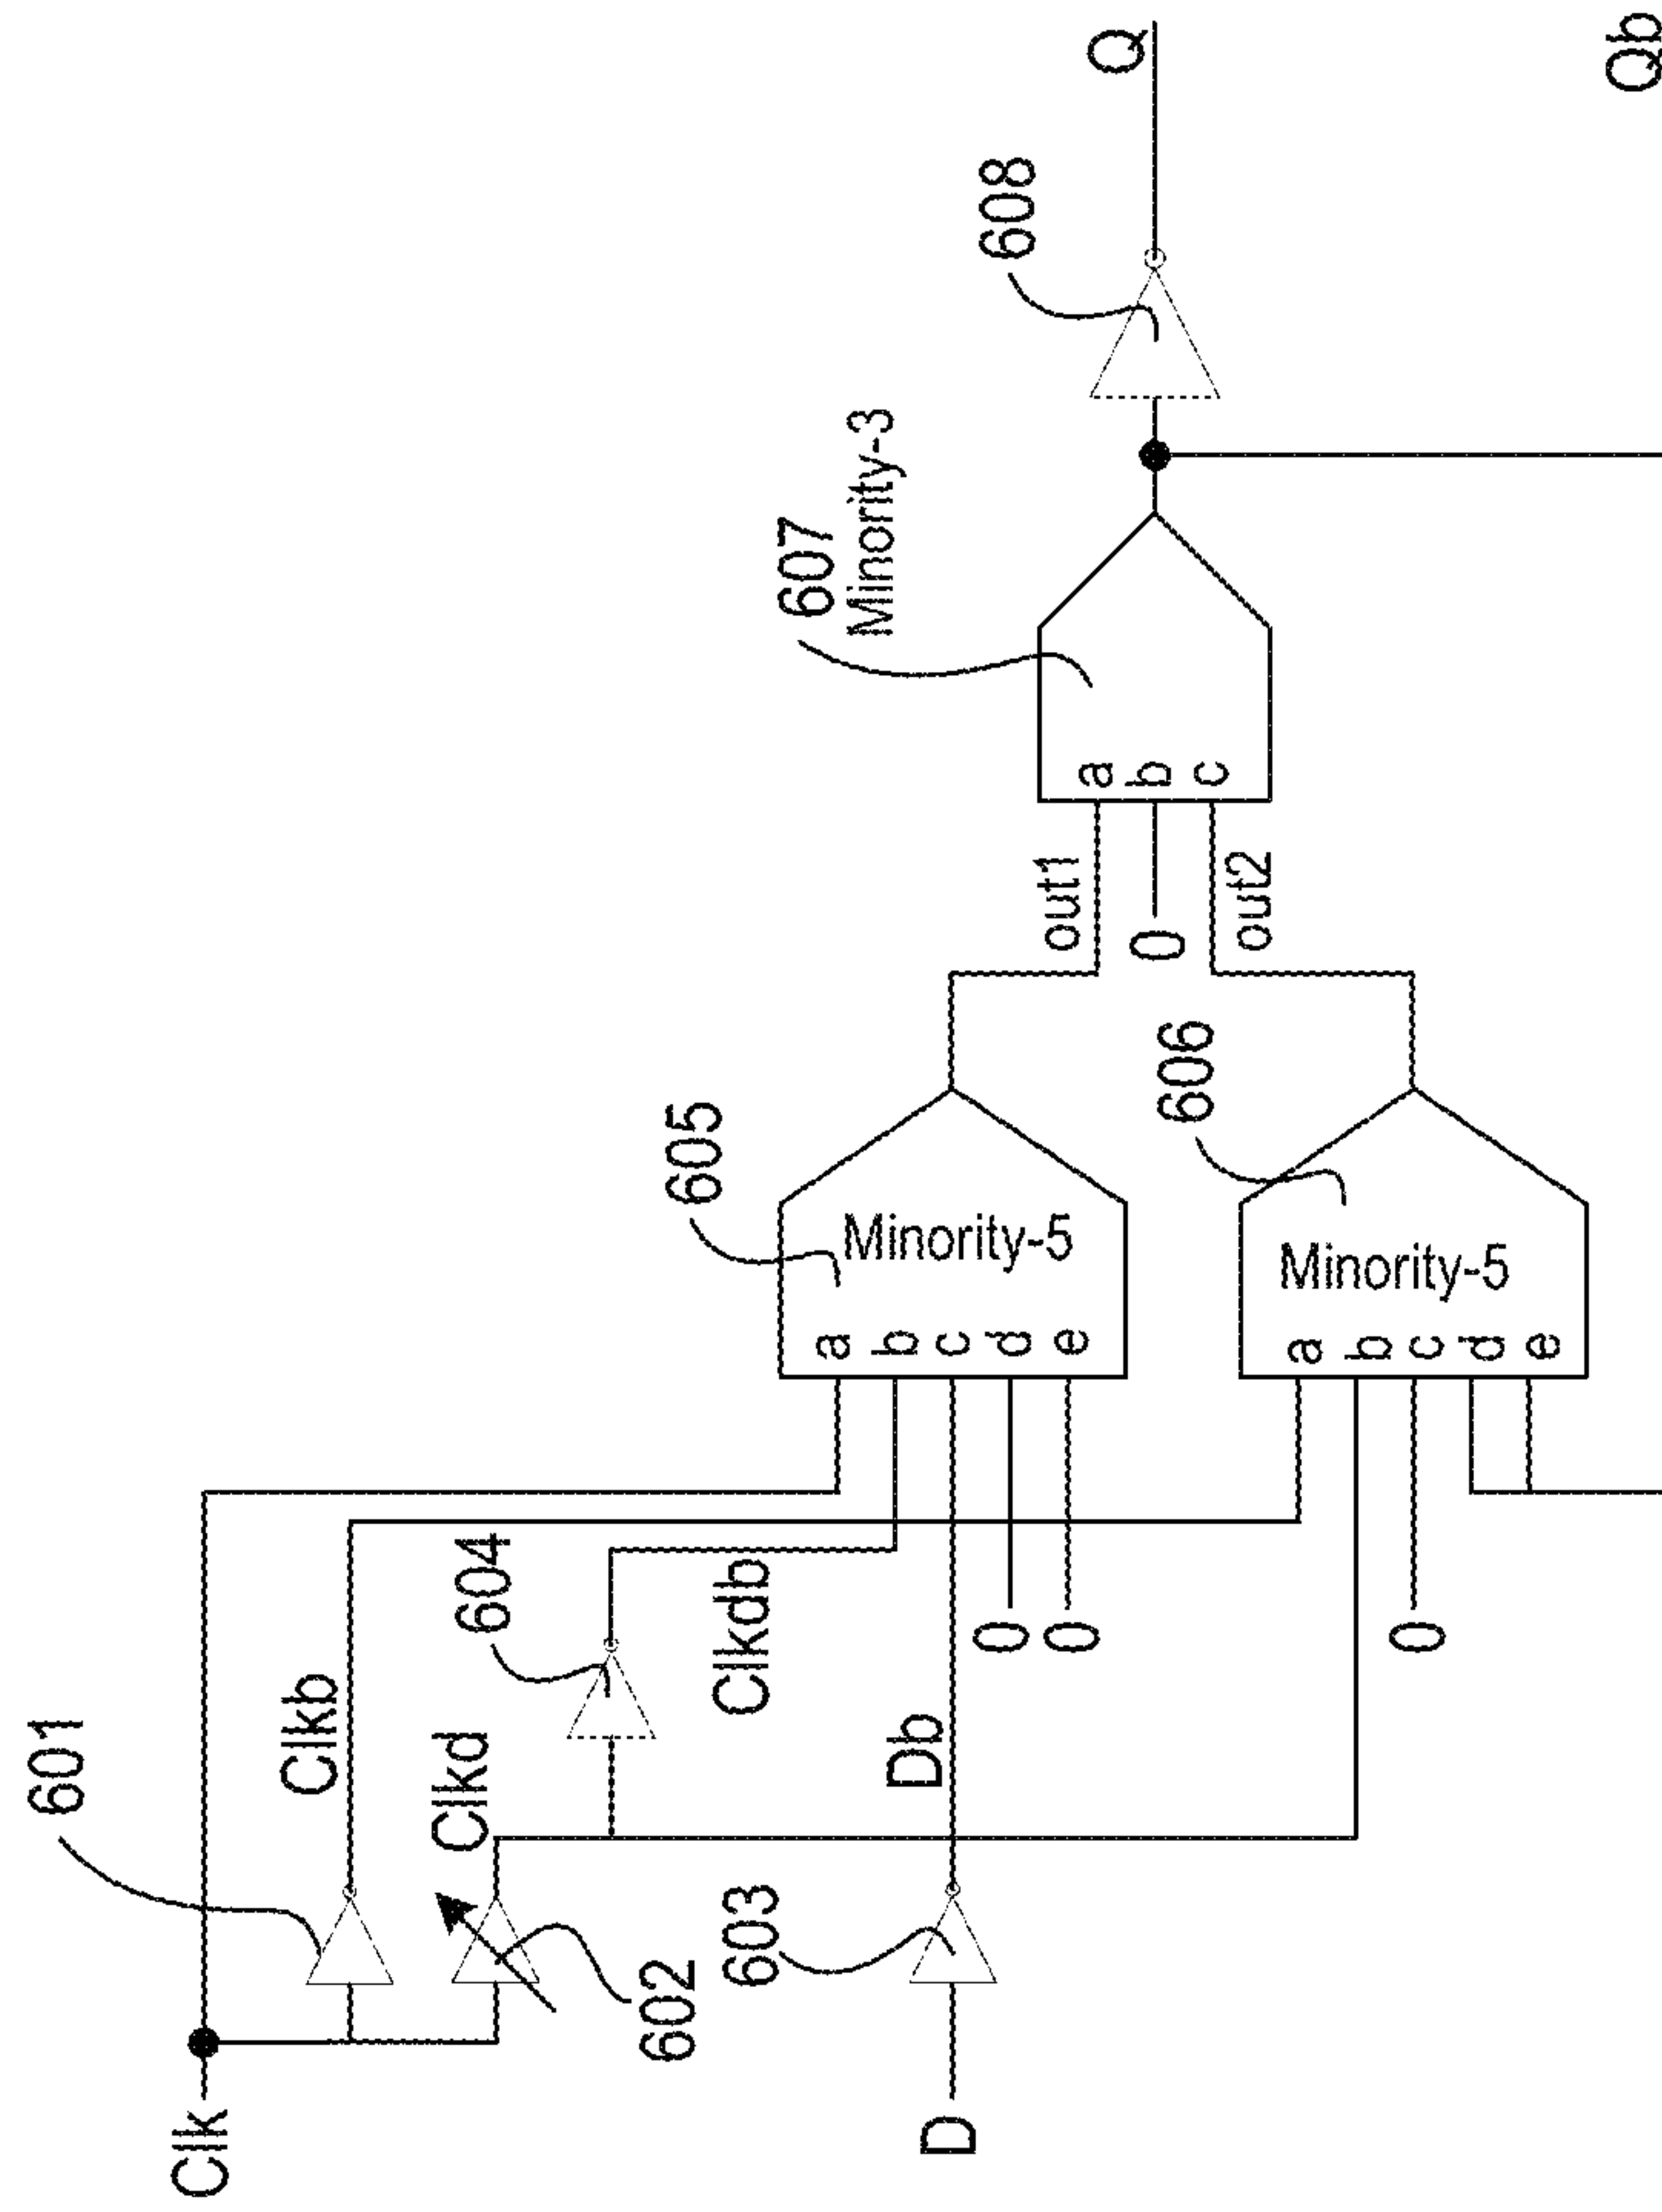 Clk
601
Clkb
Clkd
602
604
Clkdb
603
D
Db
0
0
0
605
Minority-5
a
b
c
d
e
606
Minority-5
a
b
c
d
e
out1
0
out2
607
Minority-3
a
b
c
608
Q
Qb